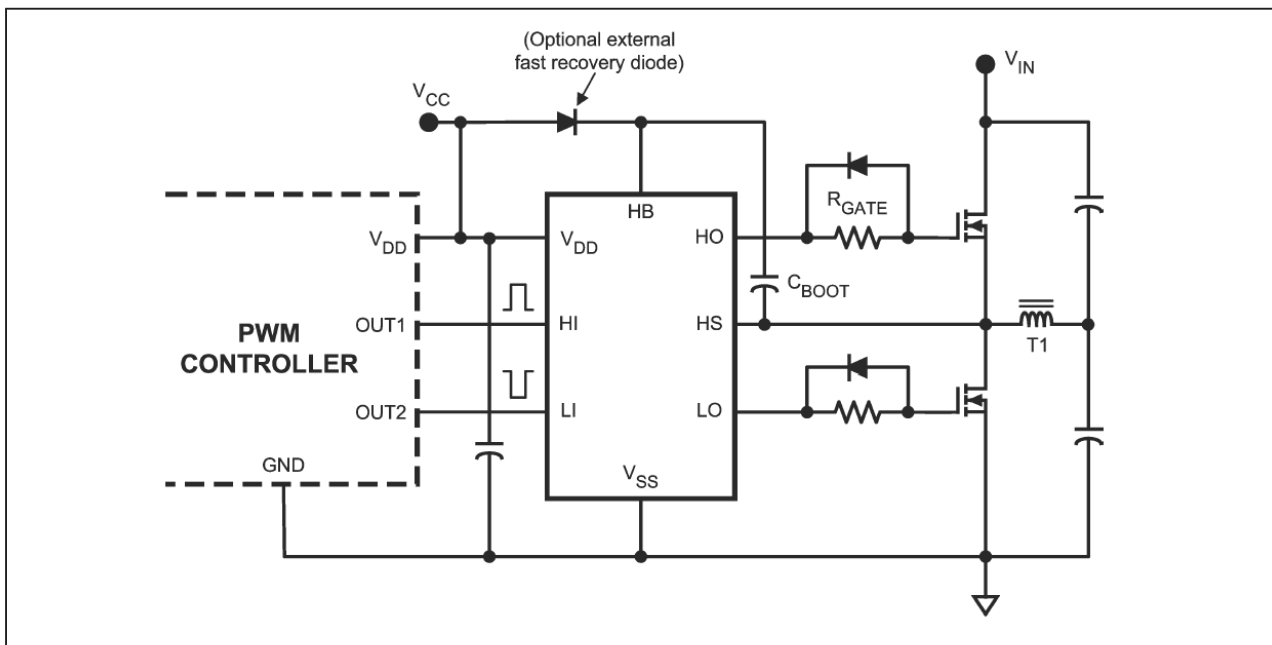 (Optional external
fast recovery diode)
VIN
VCC
HB
RGATE
VDD
VDD
HO
CBOOT
PWM
CONTROLLER
OUT1
HI
HS
T1
OUT2
LI
LO
GND
VSS